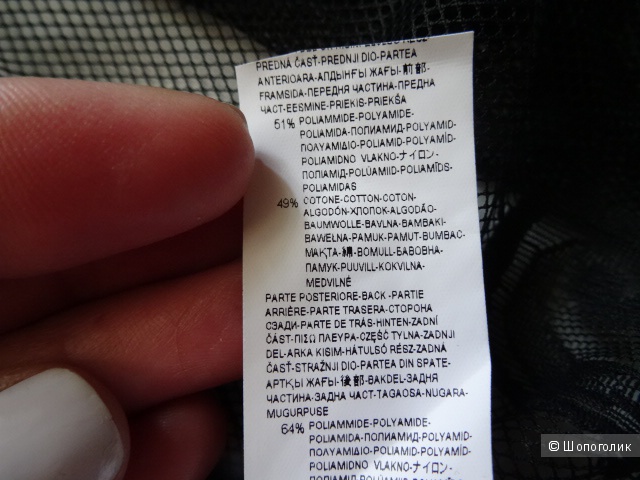 PREDNÁ ČASŤ-PREDNJI DIO-PARTEA
ANTERIOARA-АЛДЫҢҒЫ ЖАҒЫ-前部-
FRAMSIDA-ПЕРЕДНЯ ЧАСТИНА-ПРЕДНА
ЧАСТ-EESMINE-PRIEKIS-PRIEKŠA
51% POLIAMMIDE-POLYAMIDE-
POLIAMIDA-ПОЛИАМИД-POLYAMID-
ΠΟΛΥΑΜΙΔΙΟ-POLIAMID-POLYAMID-
POLIAMIDNO VLAKNO-ナイロン-
ПОЛІАМІД-POLÜAMIID-POLIAMĪDS-
POLIAMIDAS
49% COTONE-COTTON-COTON-
ALGODÓN-ХЛОПОК-ALGODÃO-
BAUMWOLLE-BAVLNA-BAMBAKI-
BAWEŁNA-PAMUK-PAMUT-BUMBAC-
МАҚТА-綿-BOMULL-БАВОВНА-
ПАМУК-PUUVILL-KOKVILNA-
MEDVILNĖ
PARTE POSTERIORE-BACK -PARTIE
ARRIÈRE-PARTE TRASERA-СТОРОНА
СЗАДИ-PARTE DE TRÁS-HINTEN-ZADNÍ
ČÁST-ΠΙΣΩ ΠΛΕΥΡΑ-CZĘŚĆ TYLNA-ZADNJI
DEL-ARKA KISIM-HÁTULSÓ RÉSZ-ZADNÁ
ČASŤ-STRAŽNJI DIO-PARTEA DIN SPATE-
АРТҚЫ ЖАҒЫ-後部-BAKDEL-ЗАДНЯ
ЧАСТИНА-ЗАДНА ЧАСТ-TAGAOSA-NUGARA-
MUGURPUSE
64% POLIAMMIDE-POLYAMIDE-
POLIAMIDA-ПОЛИАМИД-POLYAMID-
ΠΟΛΥΑΜΙΔΙΟ-POLIAMID-POLYAMID-
POLIAMIDNO VLAKNO-ナイロン-
© Шопоголик